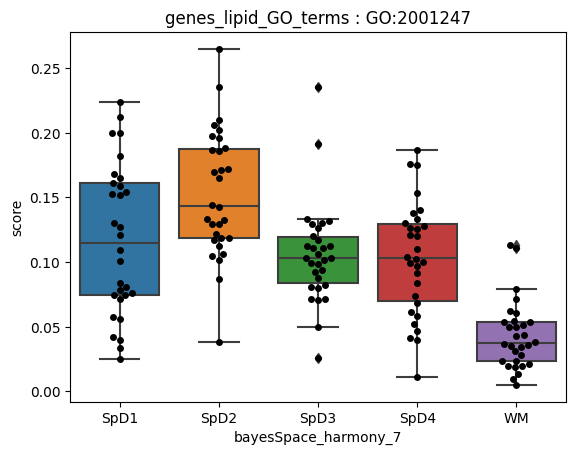 genes_lipid_GO_terms : GO:2001247
0.25
0.20
0.15
0.10
0.05
0.00
score
SpD1 SpD2 SpD3 SpD4 WM
bayesSpace_harmony_7